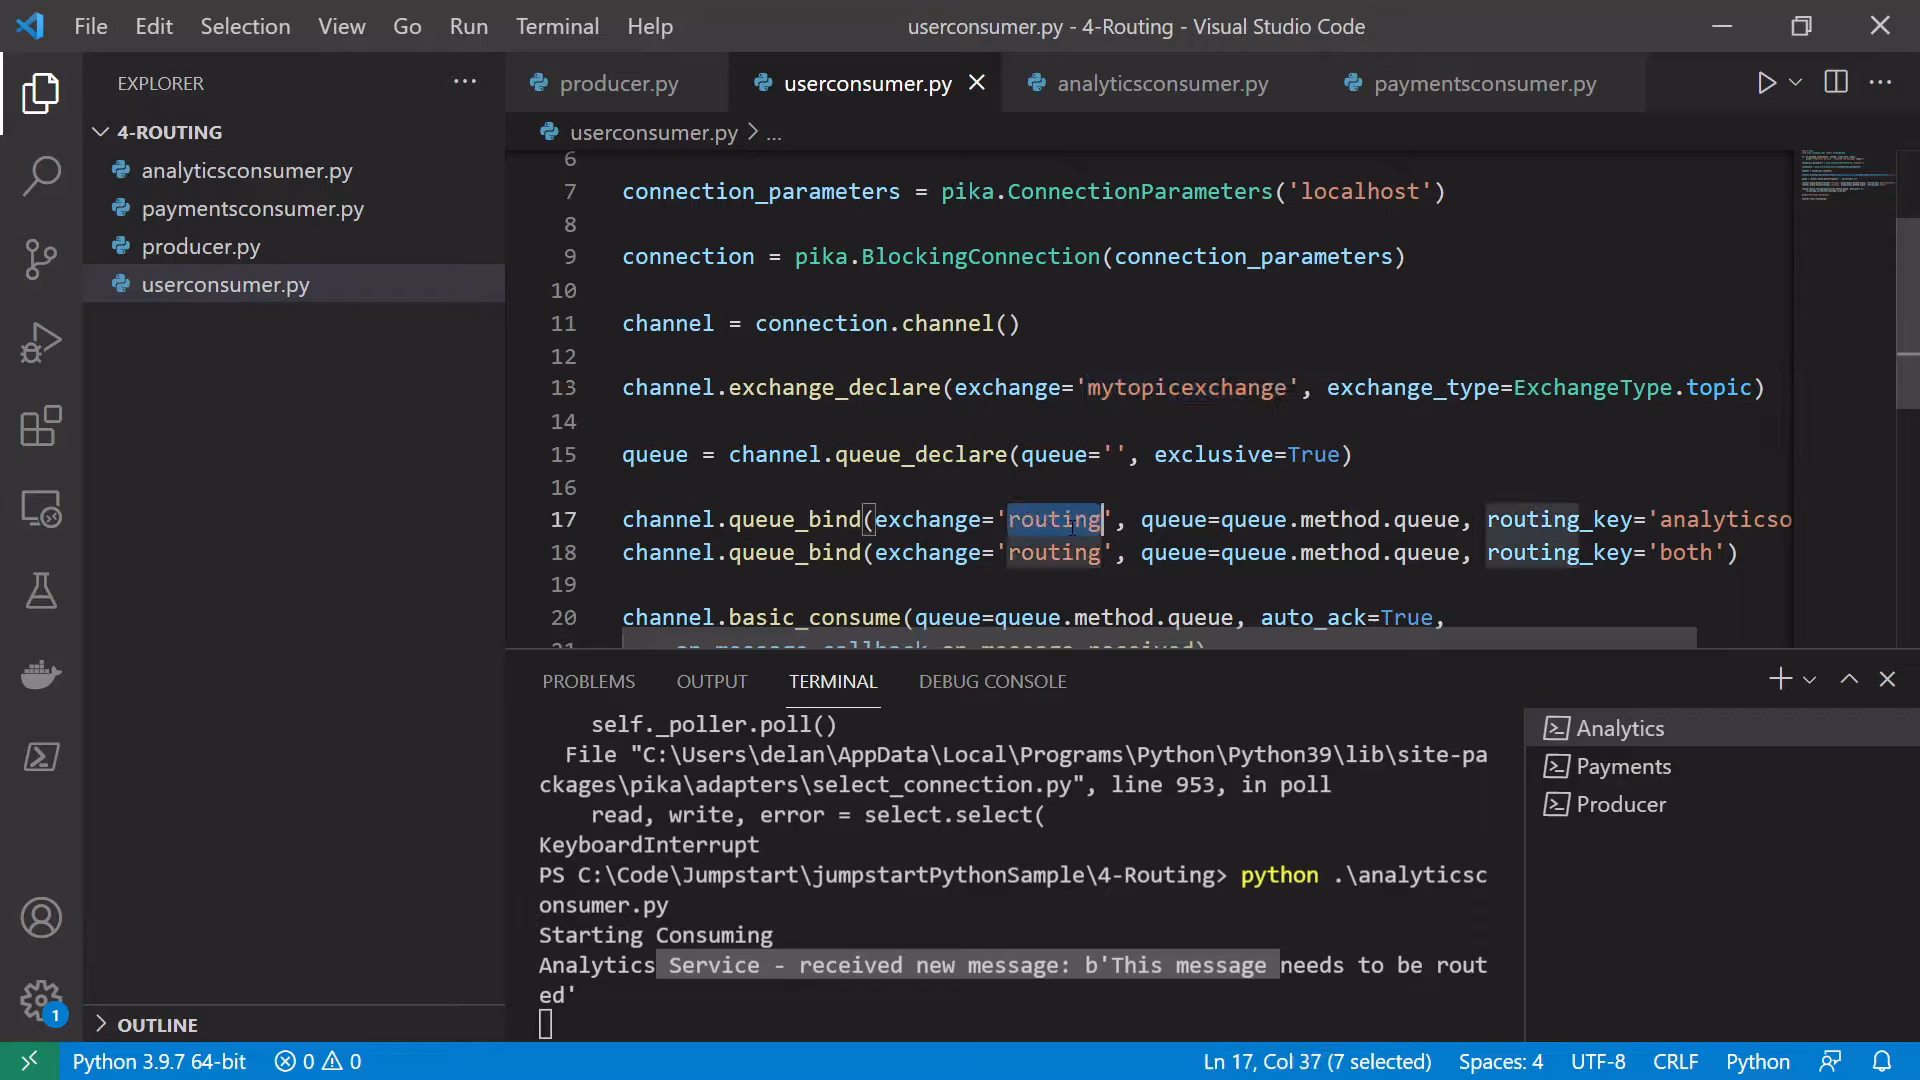 File Edit Selection View Go Run Terminal Help
userconsumer.py - 4-Routing - Visual Studio Code
EXPLORER
4-ROUTING
analyticsconsumer.py
paymentsconsumer.py
producer.py
userconsumer.py
OUTLINE
producer.py userconsumer.py analyticsconsumer.py paymentsconsumer.py
userconsumer.py > ...
6
7 connection_parameters = pika.ConnectionParameters('localhost')
8
9 connection = pika.BlockingConnection(connection_parameters)
10
11 channel = connection.channel()
12
13 channel.exchange_declare(exchange='mytopicexchange', exchange_type=ExchangeType.topic)
14
15 queue = channel.queue_declare(queue='', exclusive=True)
16
17 channel.queue_bind(exchange='routing', queue=queue.method.queue, routing_key='analyticso
18 channel.queue_bind(exchange='routing', queue=queue.method.queue, routing_key='both')
19
20 channel.basic_consume(queue=queue.method.queue, auto_ack=True,
21 on_message_callback=on_message_received)
PROBLEMS OUTPUT TERMINAL DEBUG CONSOLE
self._poller.poll()
File "C:\Users\delan\AppData\Local\Programs\Python\Python39\lib\site-pa
ckages\pika\adapters\select_connection.py", line 953, in poll
read, write, error = select.select(
KeyboardInterrupt
PS C:\Code\Jumpstart\jumpstartPythonSample\4-Routing> python .\analyticsc
onsumer.py
Starting Consuming
Analytics Service - received new message: b'This message needs to be rout
ed'
Analytics
Payments
Producer
1
Python 3.9.7 64-bit 0 0 Ln 17, Col 37 (7 selected) Spaces: 4 UTF-8 CRLF Python